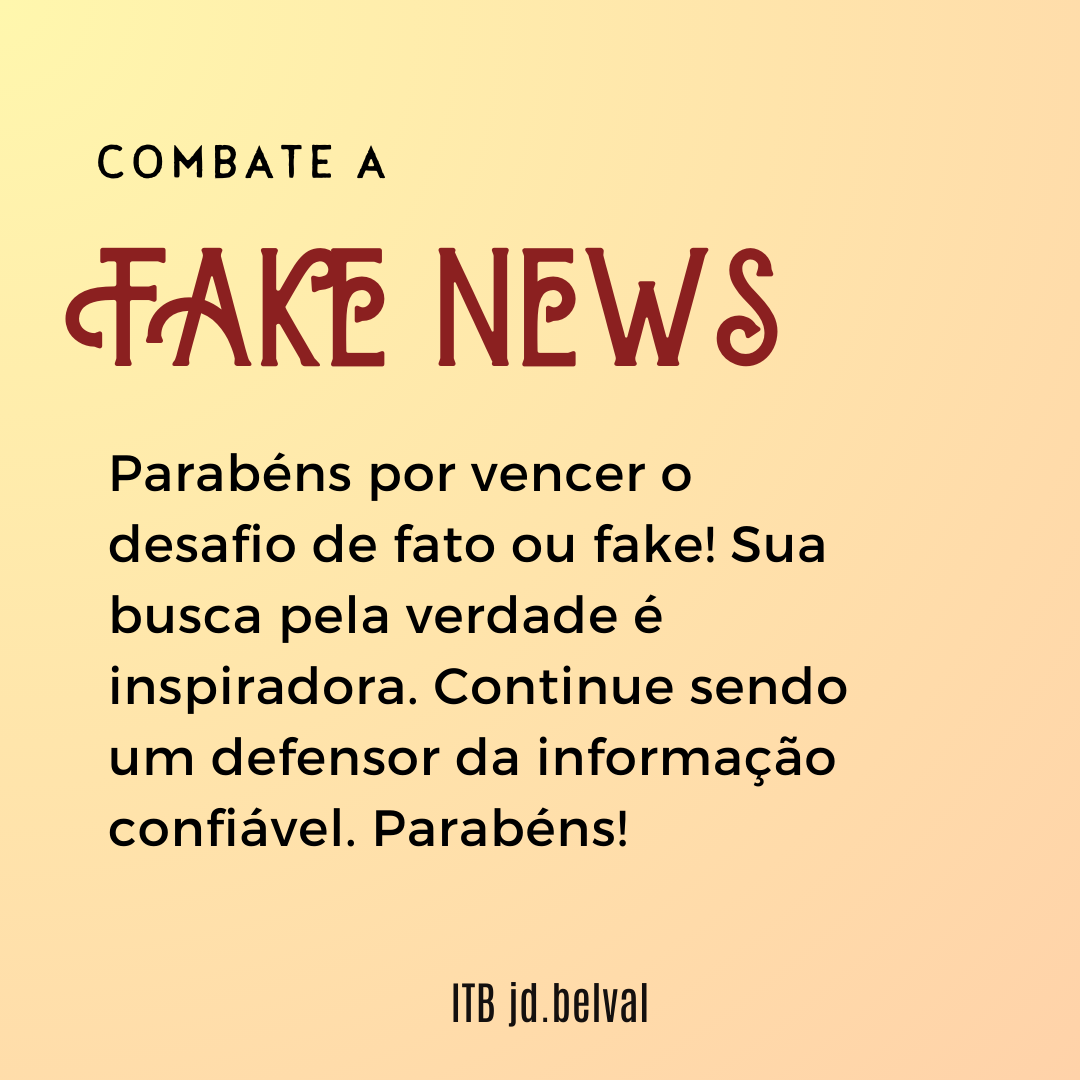 COMBATE A
FAKE NEWS
Parabéns por vencer o
desafio de fato ou fake! Sua
busca pela verdade é
inspiradora. Continue sendo
um defensor da informação
confiável. Parabéns!
ITB jd.belval